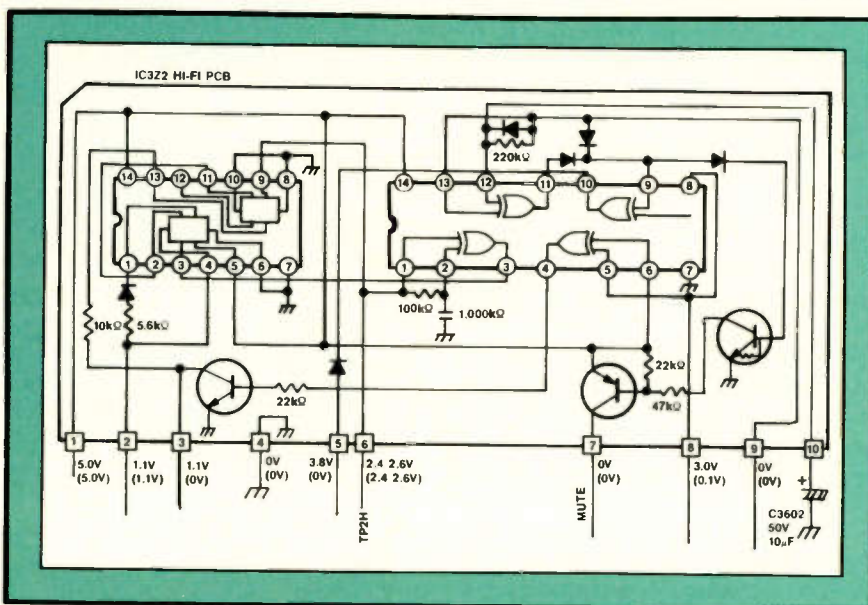 IC3Z2 HI-FI PCB
220kΩ
14 13 12 11 10 9 8
14 13 12 11 10 9 8
1 2 3 4 5 6 7
1 2 3 4 5 6 7
10kΩ 5.6kΩ
100kΩ 1.000kΩ
22kΩ
22kΩ
47kΩ
1 2 3 4 5 6 7 8 9 10
5.0V
(5.0V)
1.1V
(1.1V)
1.1V
(0V)
0V
(0V)
3.8V
(0V)
2.4 2.6V
(2.4 2.6V)
TP2H
0V
(0V)
MUTE
3.0V
(0.1V)
0V
(0V)
+
C3602
50V
10µF